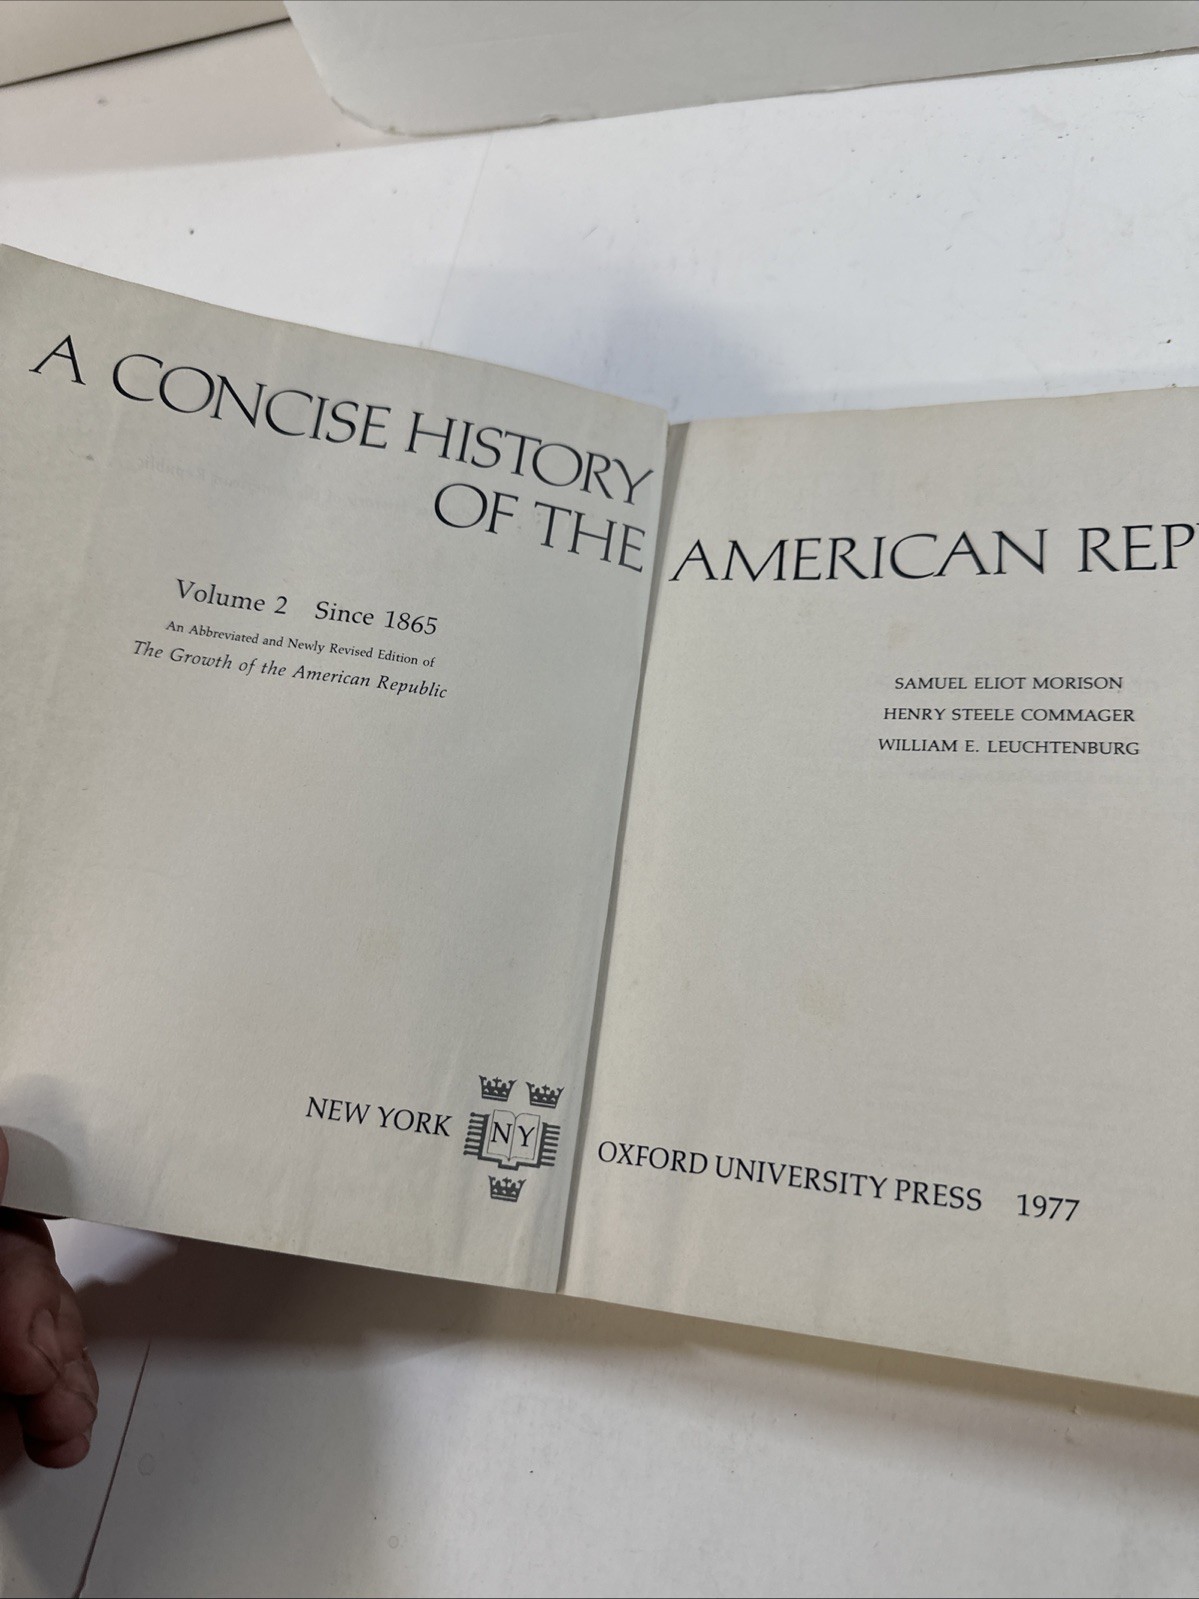 A CONCISE HISTORY
OF THE
AMERICAN REP
Volume 2 Since 1865
An Abbreviated and Newly Revised Edition of
The Growth of the American Republic
SAMUEL ELIOT MORISON
HENRY STEELE COMMAGER
WILLIAM E. LEUCHTENBURG
NEW YORK
NY
OXFORD UNIVERSITY PRESS 1977